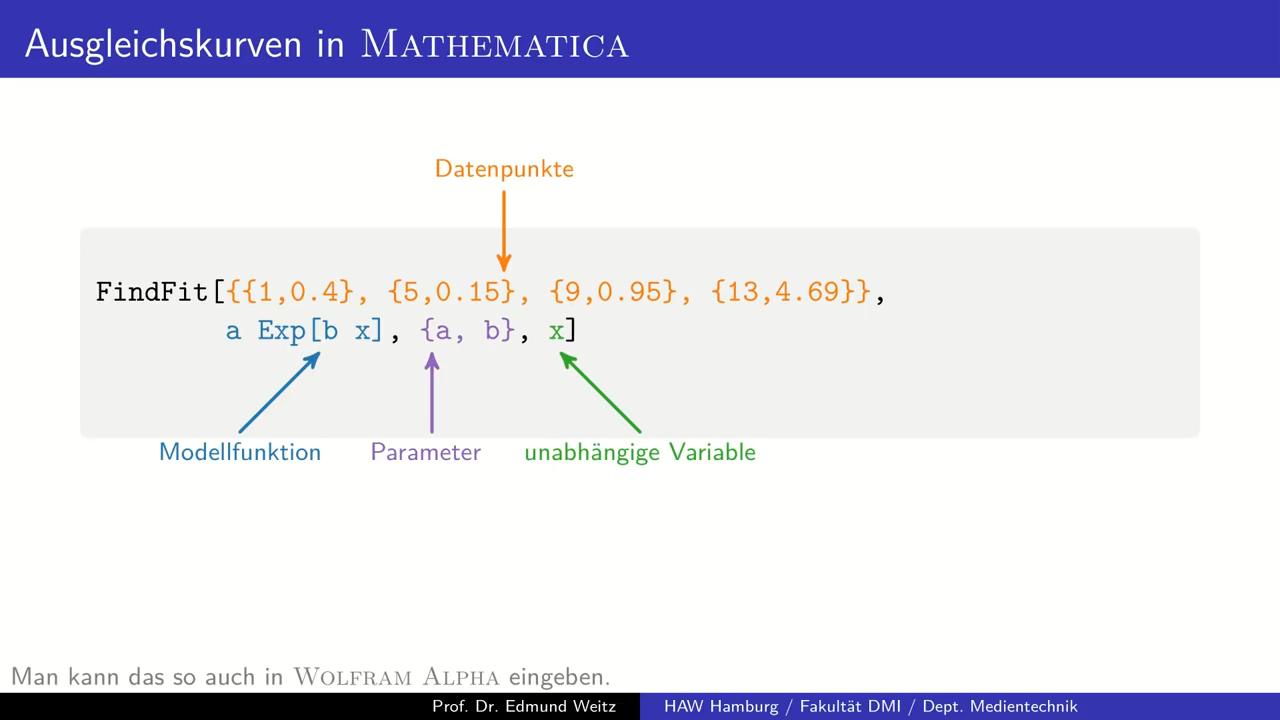 Ausgleichskurven in MATHEMATICA
Datenpunkte
FindFit[{{1,0.4}, {5,0.15}, {9,0.95}, {13,4.69}},
a Exp[b x], {a, b}, x]
Modellfunktion
Parameter
unabhängige Variable
Man kann das so auch in WOLFRAM ALPHA eingeben.
Prof. Dr. Edmund Weitz
HAW Hamburg / Fakultät DMI / Dept. Medientechnik